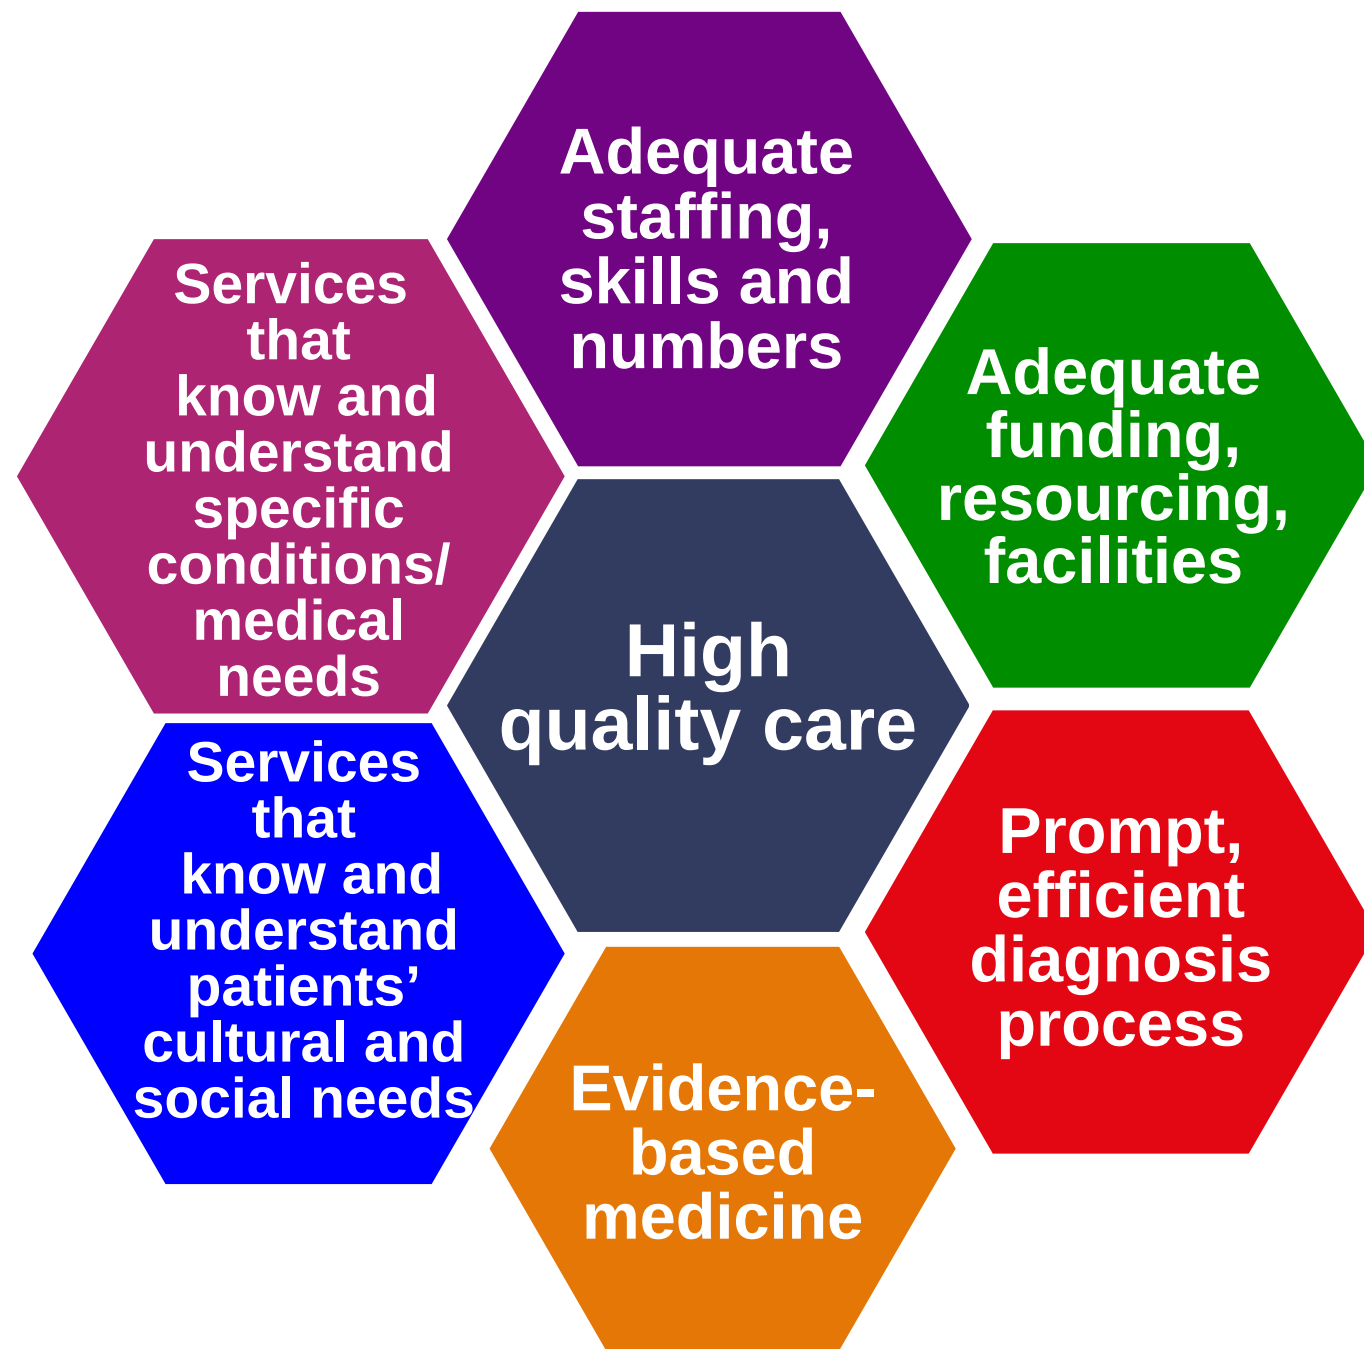 Adequate
staffing,
skills and
numbers
Services
that
know and
understand
specific
conditions/
medical
needs
Adequate
funding,
resourcing,
facilities
High
quality care
Services
that
know and
understand
patients’
cultural and
social needs
Prompt,
efficient
diagnosis
process
Evidence-
based
medicine